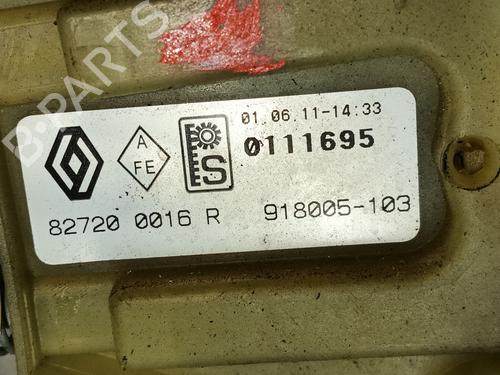 B-PARTS
01.06.11-14:33
A
FE
S
0111695
82720 0016 R 918005-103